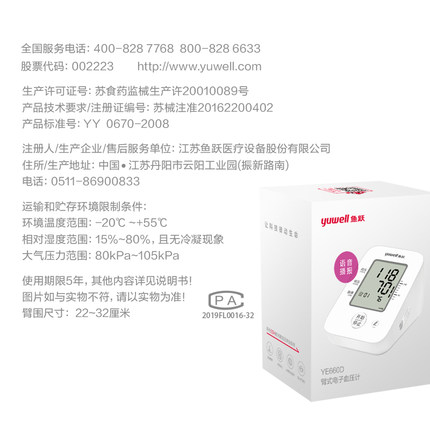 全国服务电话：400-828 7768  800-828 6633
股票代码：002223    http://www.yuwell.com
生产许可证号：苏食药监械生产许20010089号
产品技术要求/注册证编号：苏械注准20162200402
产品标准号：YY 0670-2008
注册人/生产企业/售后服务单位：江苏鱼跃医疗设备股份有限公司
住所/生产地址：中国•江苏丹阳市云阳工业园(振新路南)
电话：0511-86900833
运输和贮存环境限制条件：
环境温度范围：-20℃~+55℃
相对湿度范围：15%~80%，且无冷凝现象
大气压力范围：80kPa~105kPa
使用期限5年，其他内容详见说明书！
图片如与实物不符，请以实物为准！
臂围尺寸：22~32厘米
PA
2019FL0016-32
yuwell 鱼跃
语音播报
yuwell
118
70
YE660D
臂式电子血压计